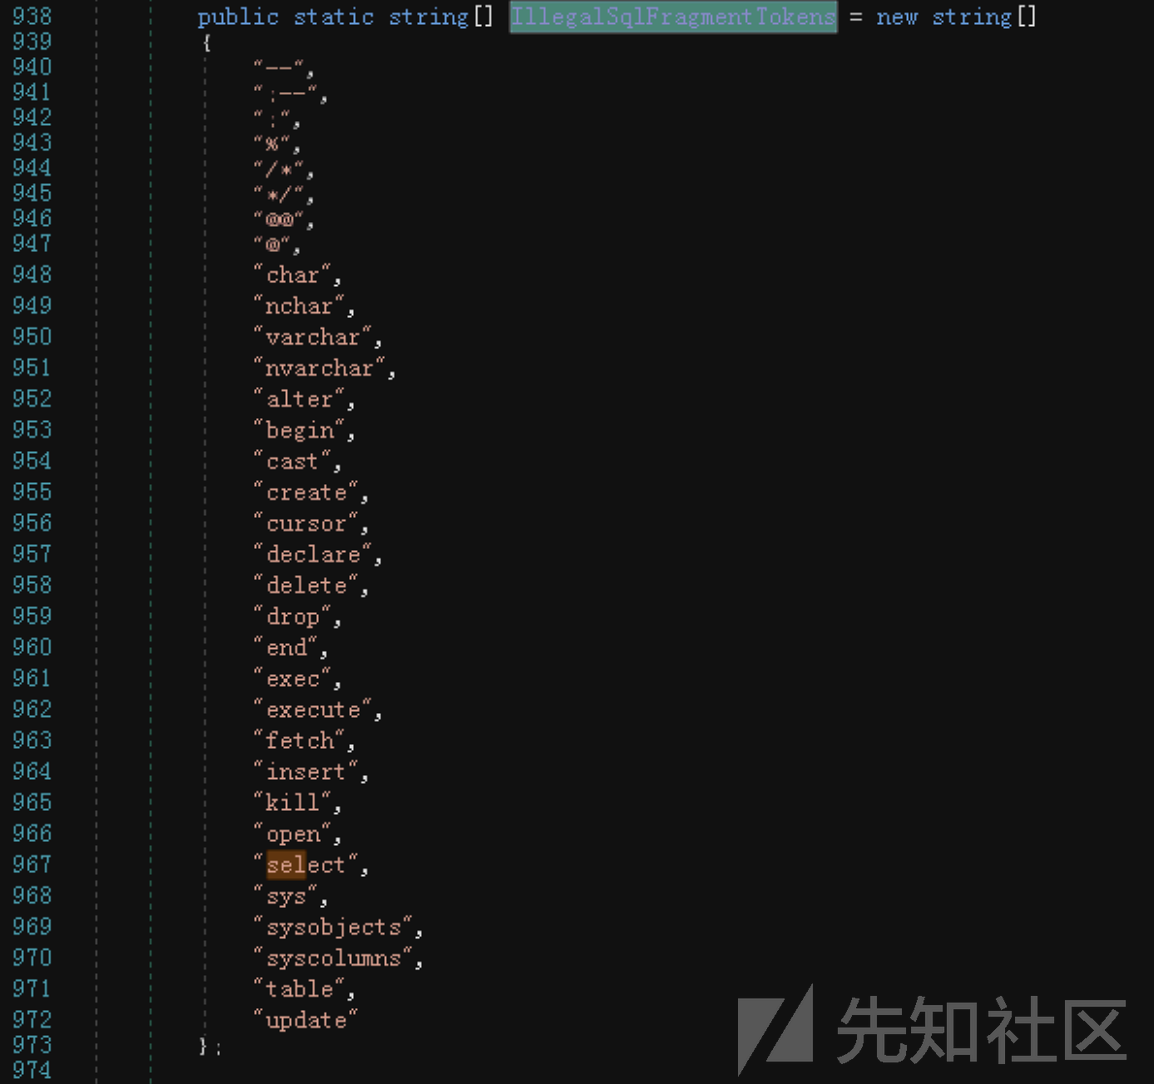 938 public static string[] IllegalSqlFragmentTokens = new string[]
939 {
940 "--",
941 ";--",
942 ";",
943 "%",
944 "/*",
945 "*/",
946 "@@",
947 "@",
948 "char",
949 "nchar",
950 "varchar",
951 "nvarchar",
952 "alter",
953 "begin",
954 "cast",
955 "create",
956 "cursor",
957 "declare",
958 "delete",
959 "drop",
960 "end",
961 "exec",
962 "execute",
963 "fetch",
964 "insert",
965 "kill",
966 "open",
967 "select",
968 "sys",
969 "sysobjects",
970 "syscolumns",
971 "table",
972 "update"
973 };
974
先知社区